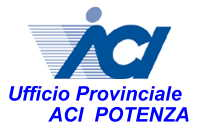 ACI
Ufficio Provinciale
ACI POTENZA